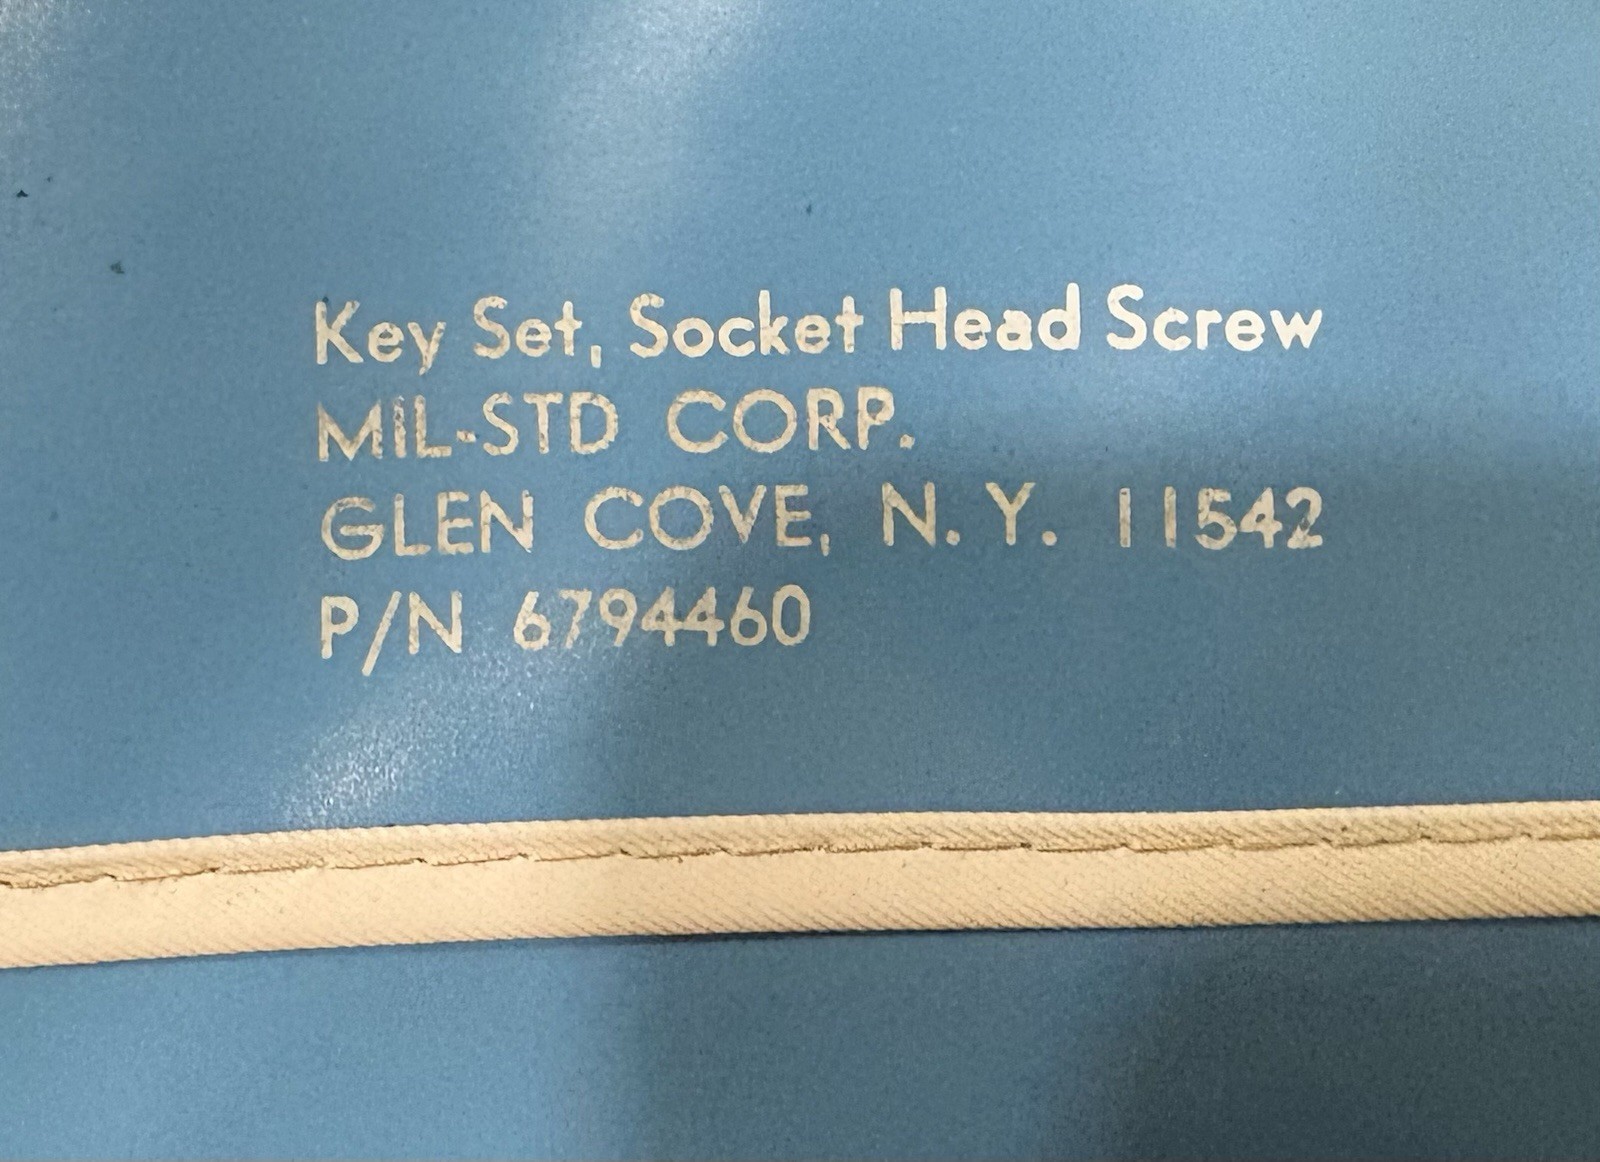 Key Set, Socket Head Screw
MIL-STD CORP.
GLEN COVE, N. Y. 11542
P/N 6794460